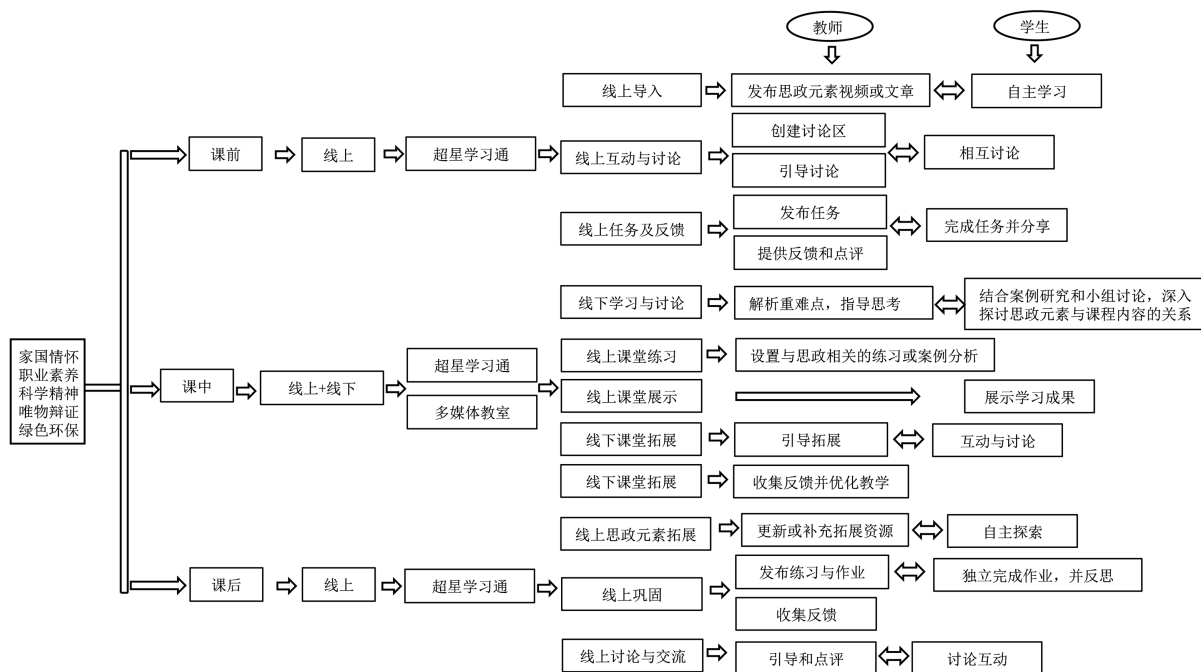 教师
学生
线上导入
发布思政元素视频或文章
自主学习
课前
线上
超星学习通
线上互动与讨论
创建讨论区
引导讨论
相互讨论
线上任务及反馈
发布任务
提供反馈和点评
完成任务并分享
家国情怀
职业素养
科学精神
唯物辩证
绿色环保
课中
线上+线下
超星学习通
多媒体教室
线下学习与讨论
解析重难点，指导思考
结合案例研究和小组讨论，深入
探讨思政元素与课程内容的关系
线上课堂练习
设置与思政相关的练习或案例分析
线上课堂展示
展示学习成果
线下课堂拓展
引导拓展
互动与讨论
线下课堂拓展
收集反馈并优化教学
课后
线上
超星学习通
线上思政元素拓展
更新或补充拓展资源
自主探索
线上巩固
发布练习与作业
收集反馈
独立完成作业，并反思
线上讨论与交流
引导和点评
讨论互动